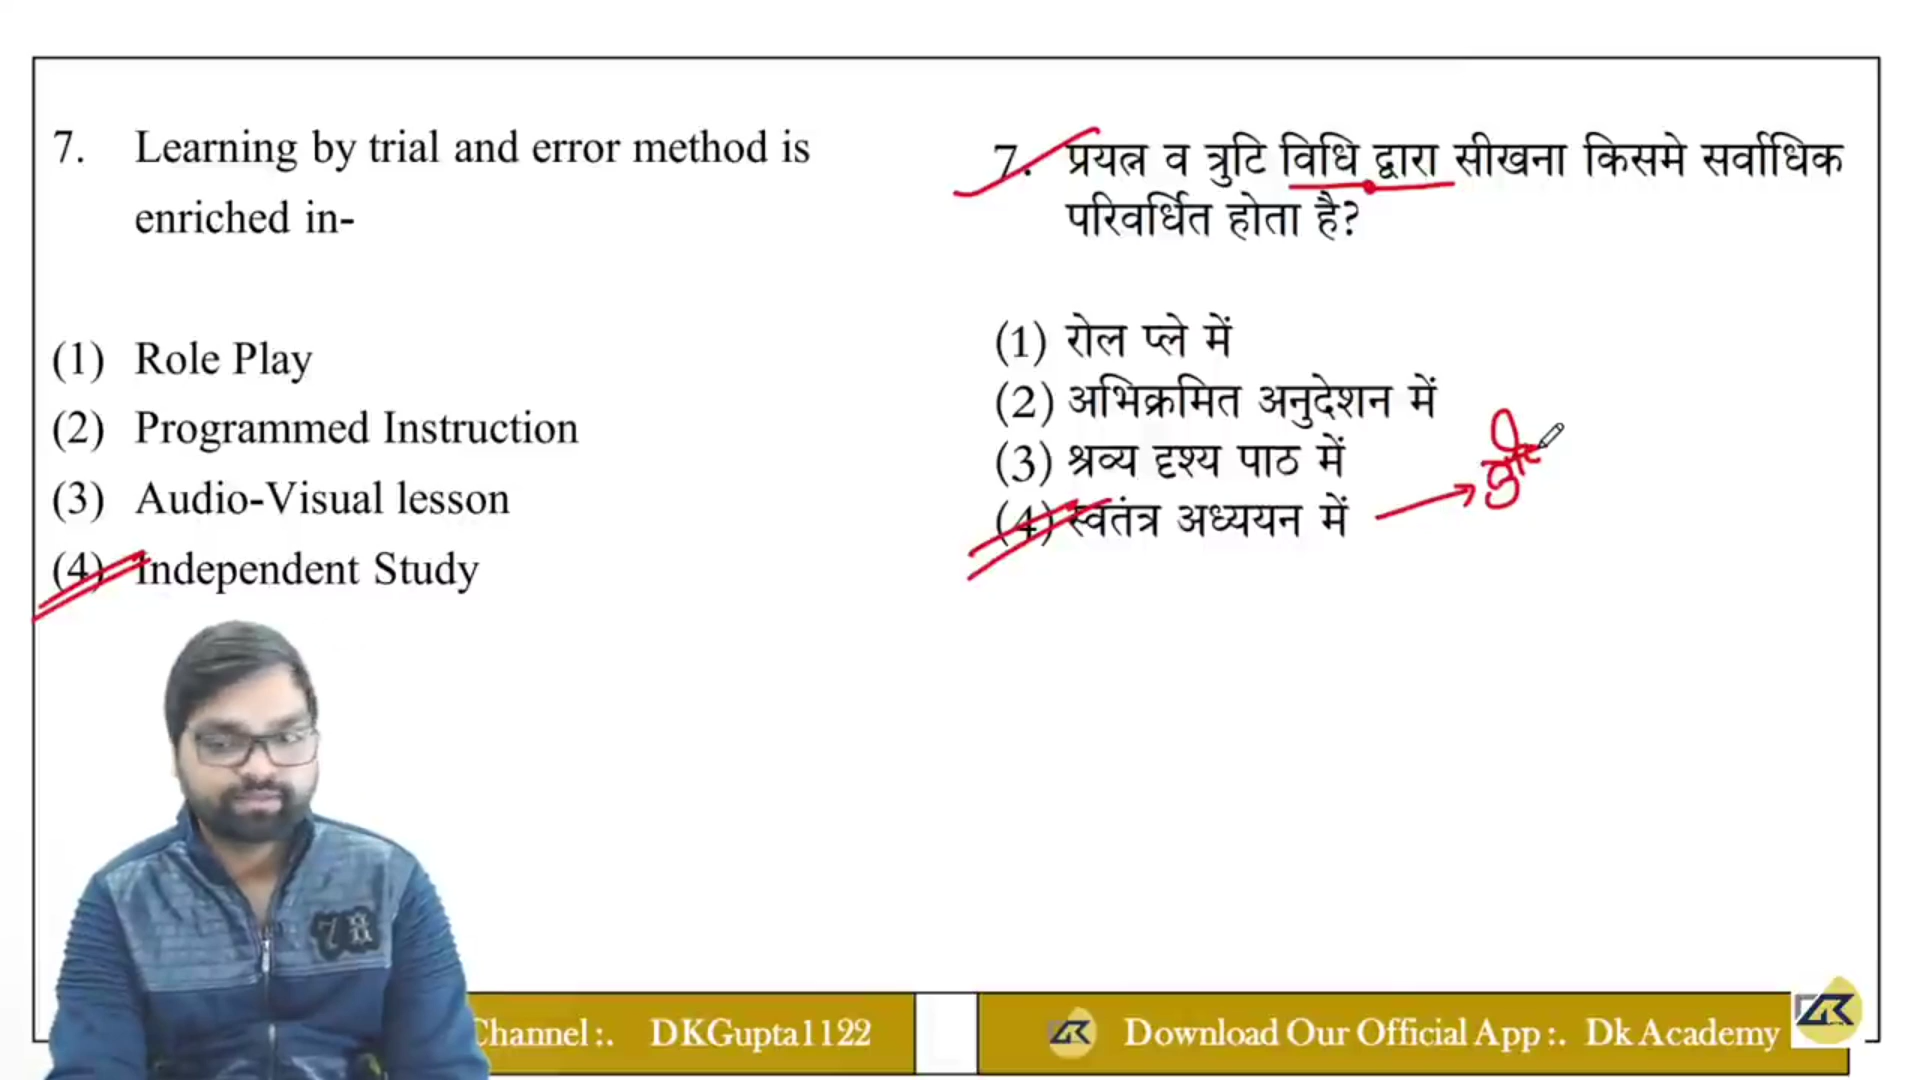 7. Learning by trial and error method is
enriched in-
(1) Role Play
(2) Programmed Instruction
(3) Audio-Visual lesson
(4) Independent Study
7. प्रयत्न व त्रुटि विधि द्वारा सीखना किसमे सर्वाधिक
परिवर्धित होता है?
(1) रोल प्ले में
(2) अभिक्रमित अनुदेशन में
(3) श्रव्य दृश्य पाठ में
(4) स्वतंत्र अध्ययन में
Channel :. DKGupta1122
Download Our Official App :. Dk Academy